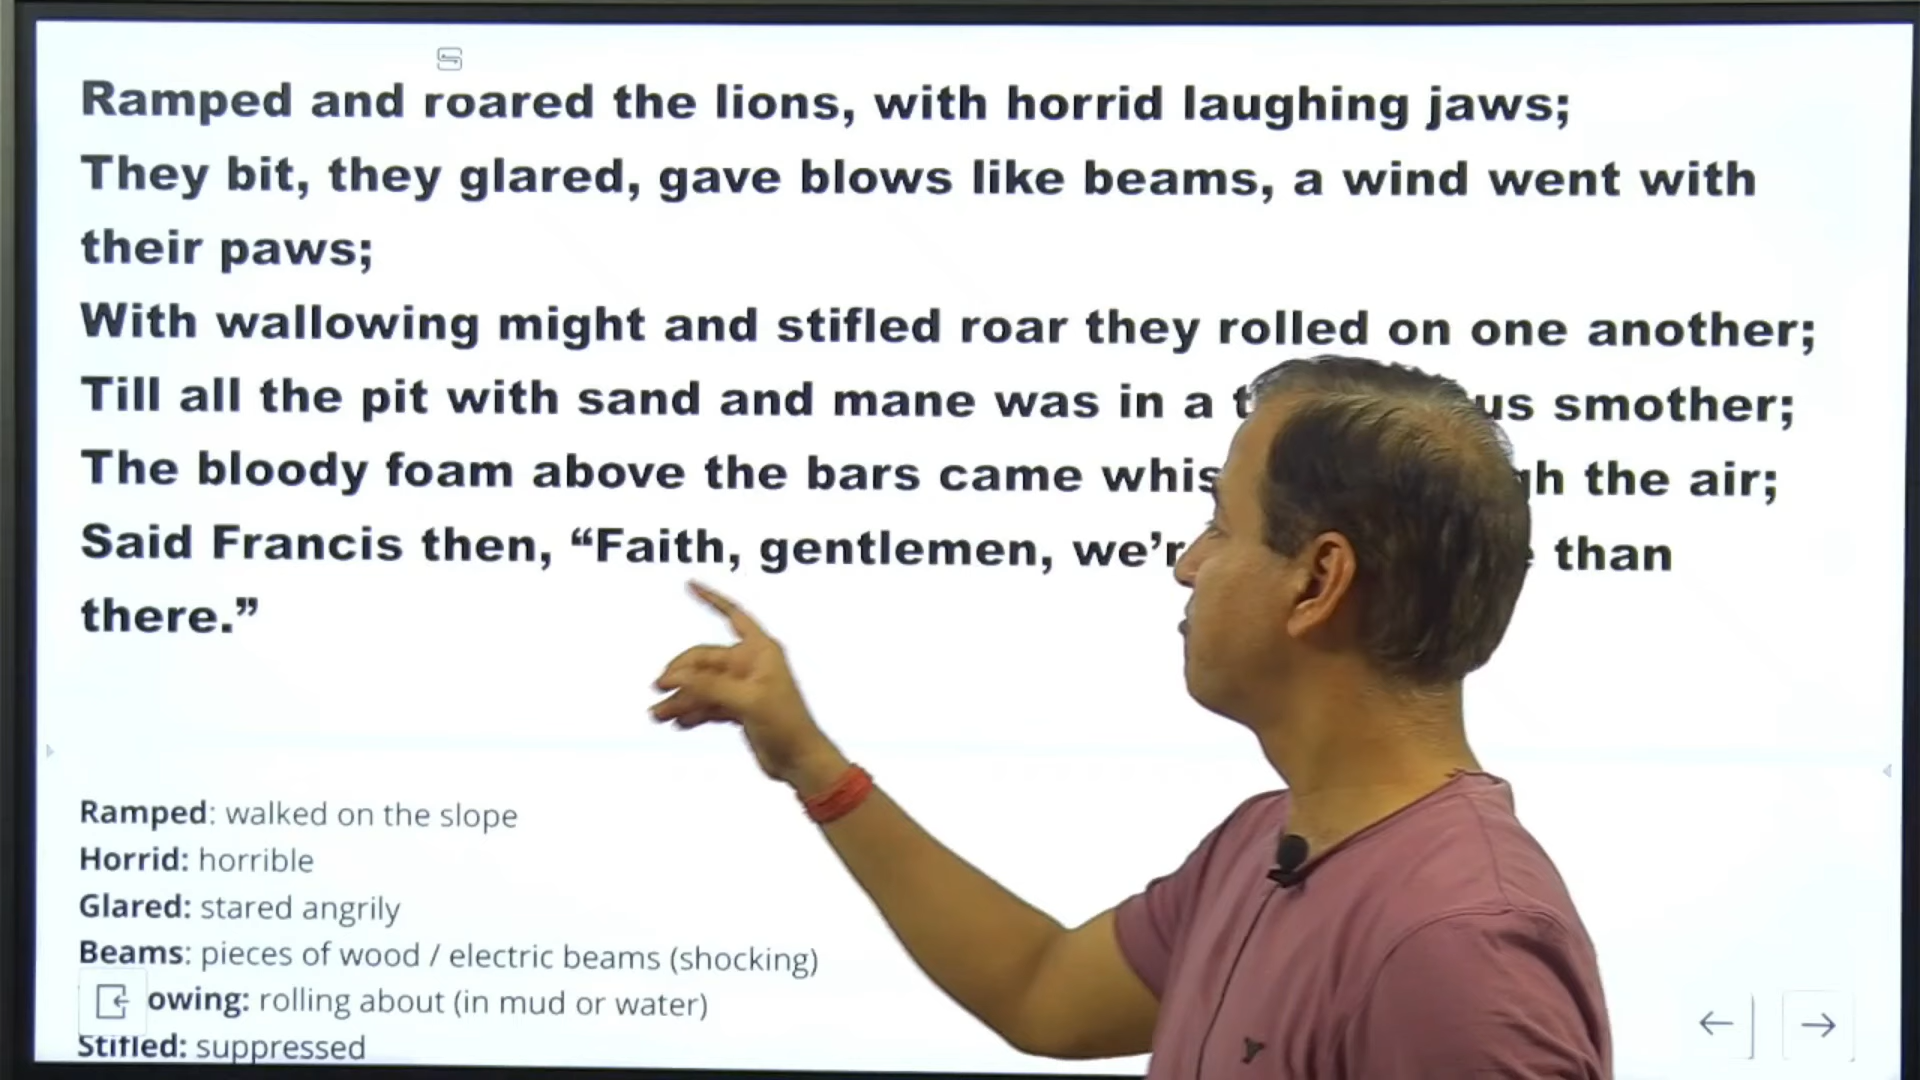 Ramped and roared the lions, with horrid laughing jaws;
They bit, they glared, gave blows like beams, a wind went with
their paws;
With wallowing might and stifled roar they rolled on one another;
Till all the pit with sand and mane was in a smother;
The bloody foam above the bars came the air;
Said Francis then, “Faith, gentlemen, than
there.”
Ramped: walked on the slope
Horrid: horrible
Glared: stared angrily
Beams: pieces of wood / electric beams (shocking)
owing: rolling about (in mud or water)
Stifled: suppressed